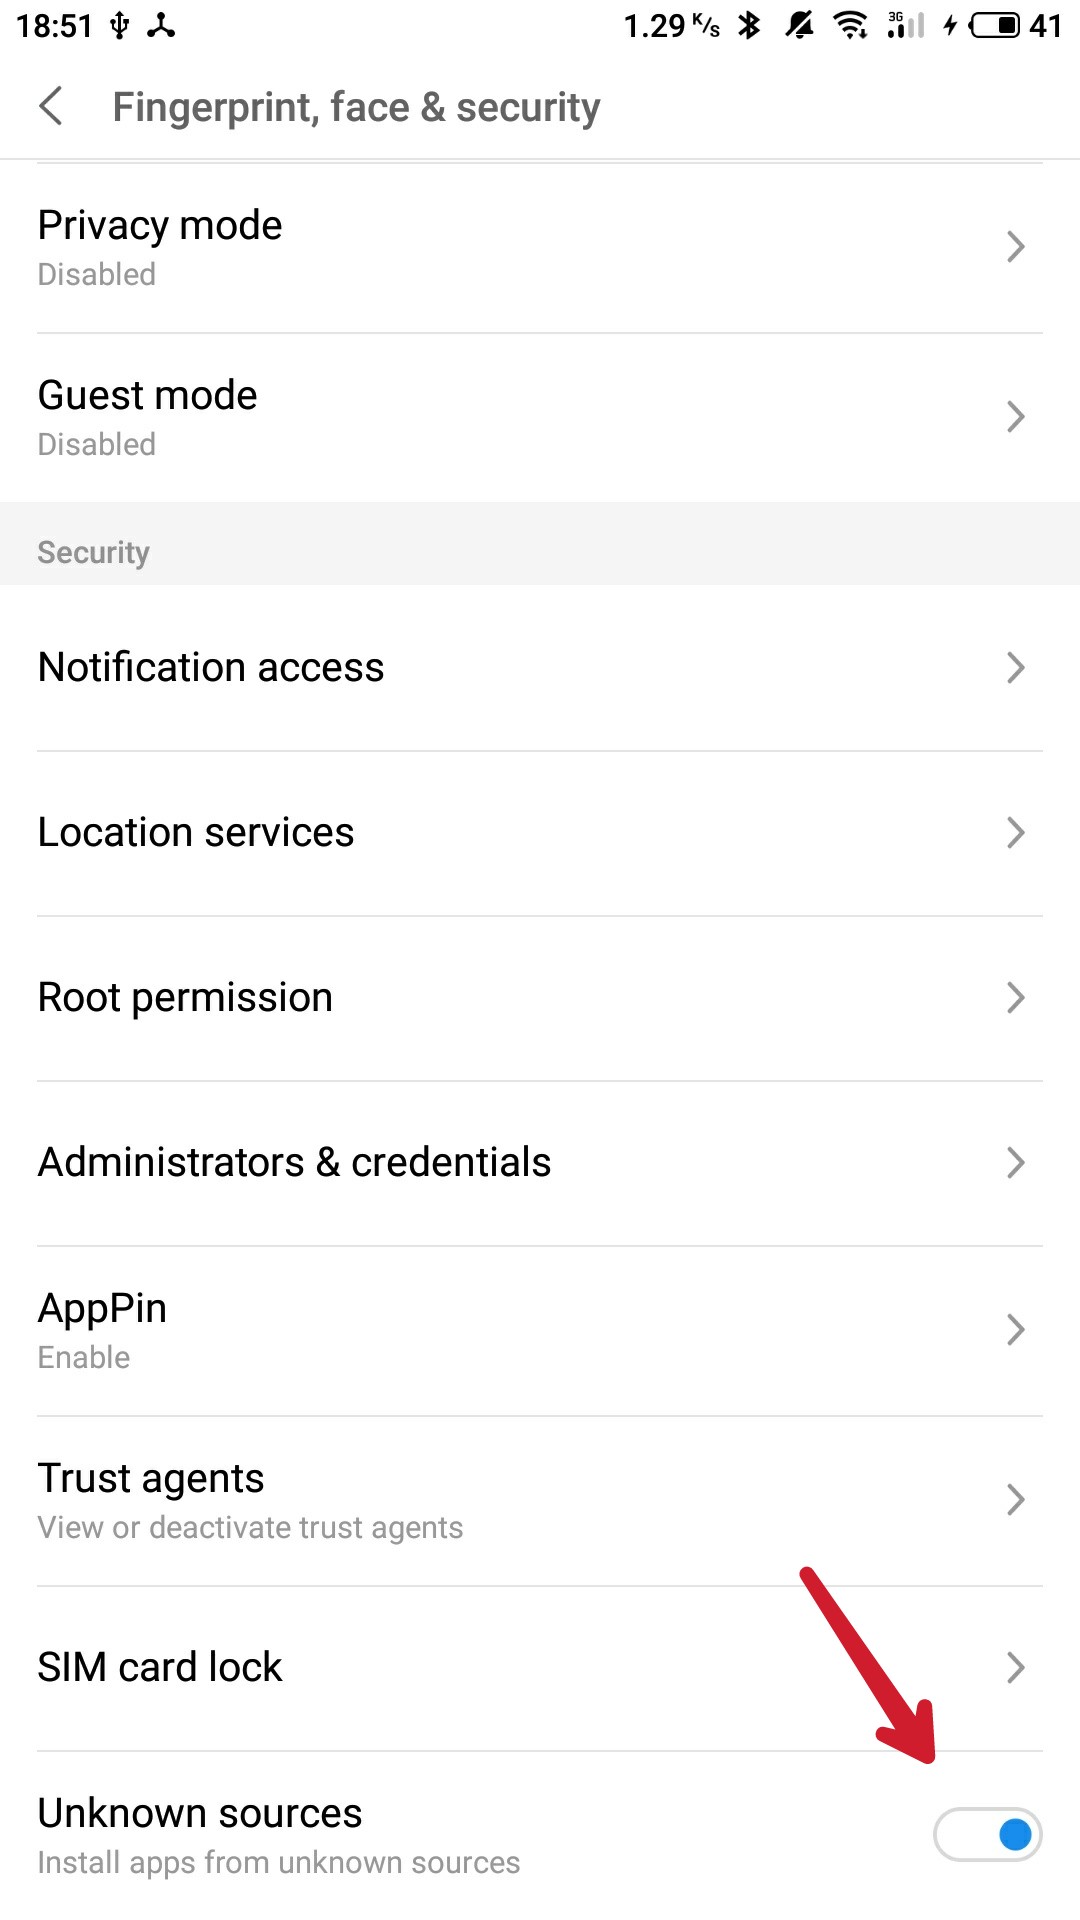 18:51 1.29 K/s 3G 41
Fingerprint, face & security
Privacy mode
Disabled
Guest mode
Disabled
Security
Notification access
Location services
Root permission
Administrators & credentials
AppPin
Enable
Trust agents
View or deactivate trust agents
SIM card lock
Unknown sources
Install apps from unknown sources